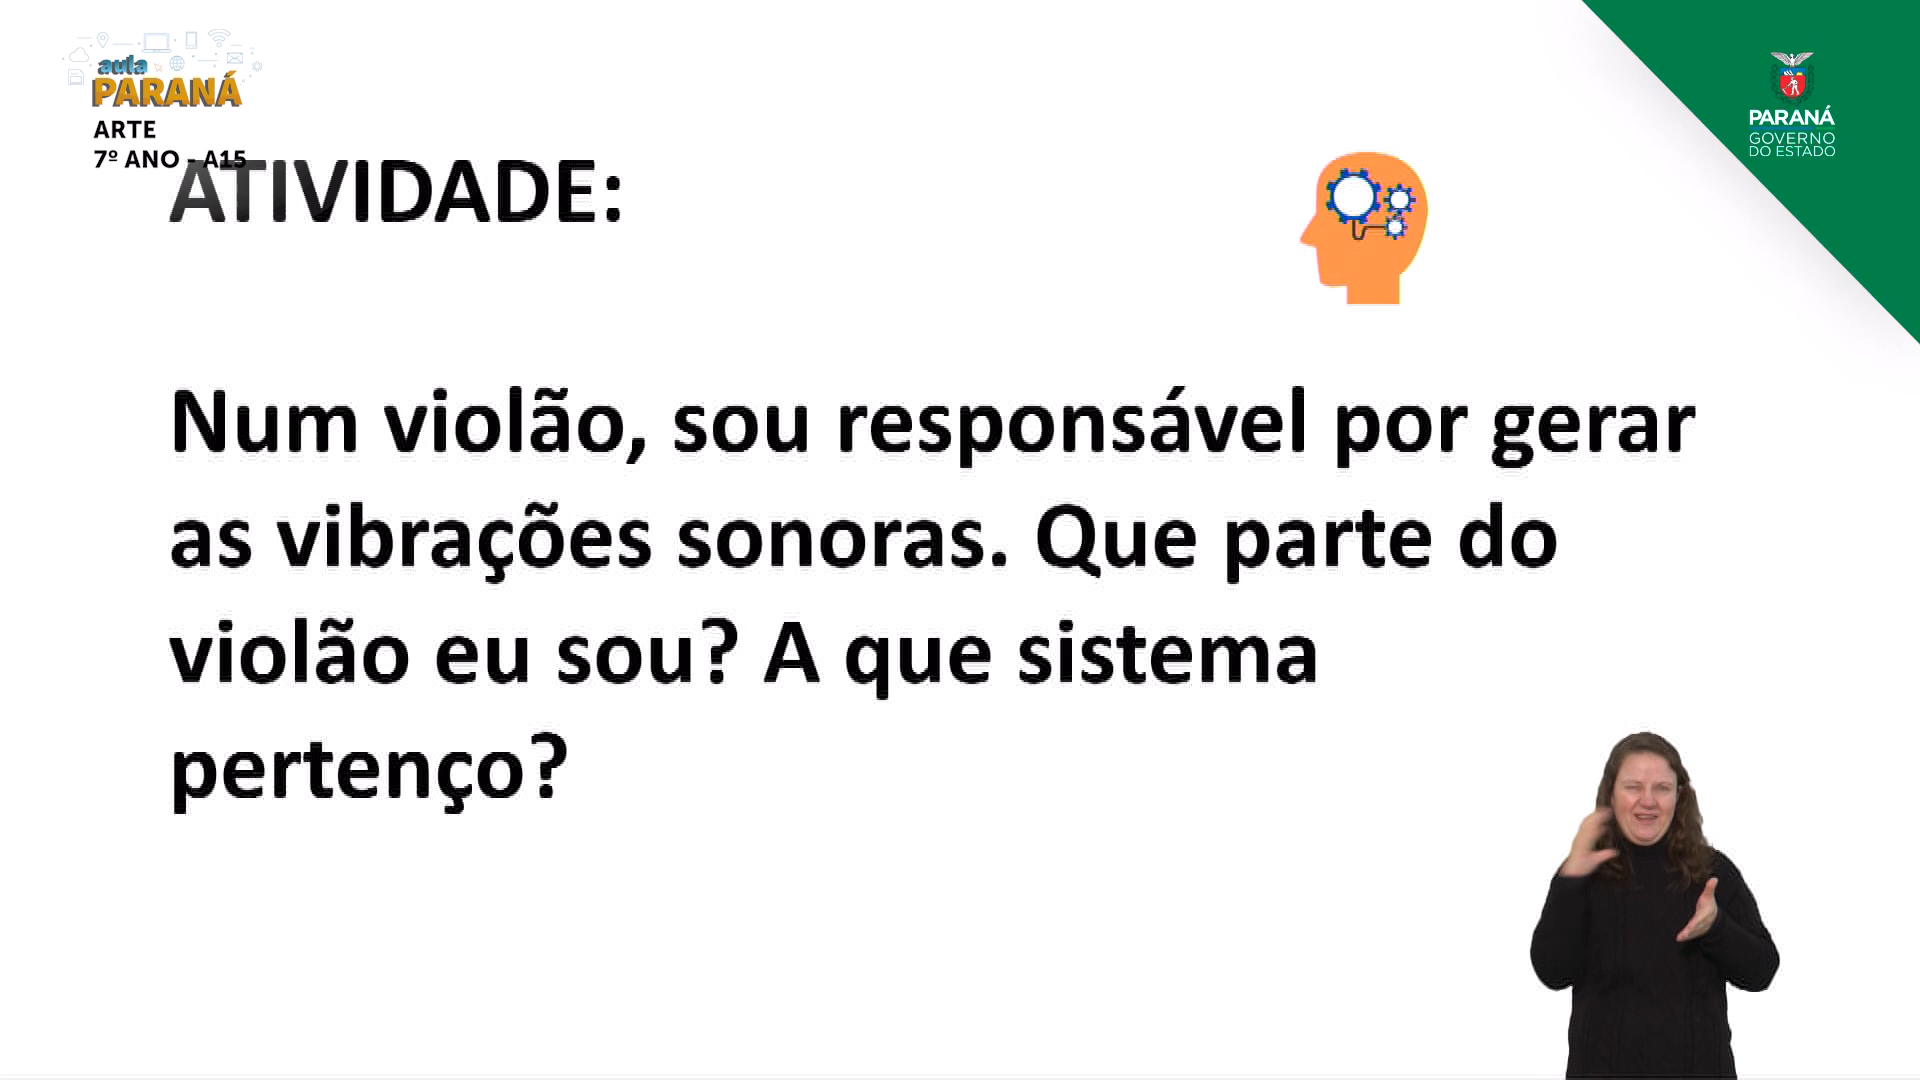 aula
PARANÁ
ARTE
7º ANO - A15
PARANÁ
GOVERNO
DO ESTADO
ATIVIDADE:
Num violão, sou responsável por gerar
as vibrações sonoras. Que parte do
violão eu sou? A que sistema
pertenço?